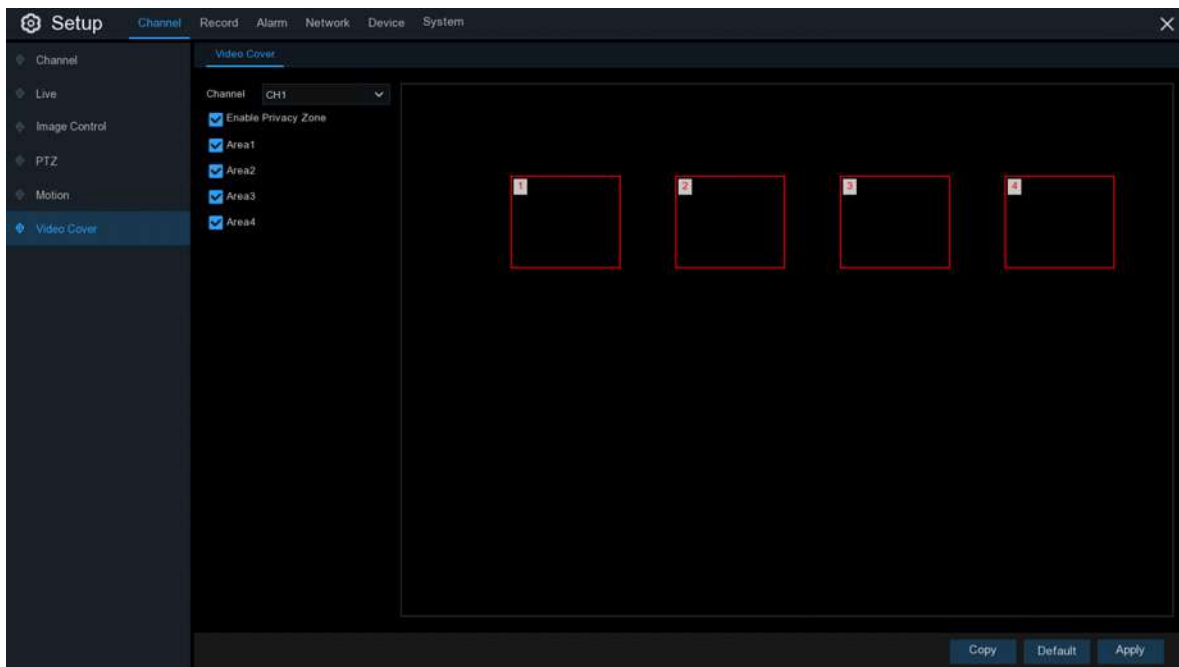 Setup Channel Record Alarm Network Device System
Channel
Live
Image Control
PTZ
Motion
Video Cover
Video Cover
Channel CH1
Enable Privacy Zone
Area1
Area2
Area3
Area4
1 2 3 4
Copy Default Apply